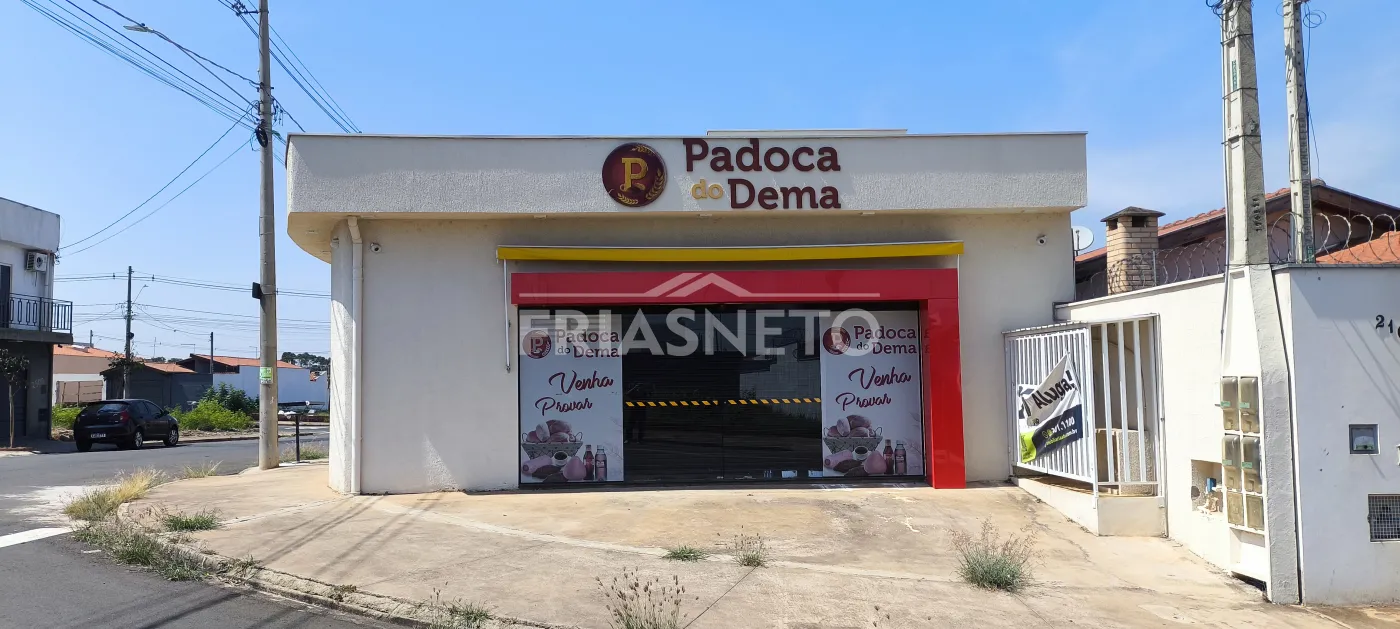 P
Padoca
do Dema
FRIASNETO
Padoca
do Dema
Venha
Provar
Padoca
do Dema
Venha
Provar
Aluga!